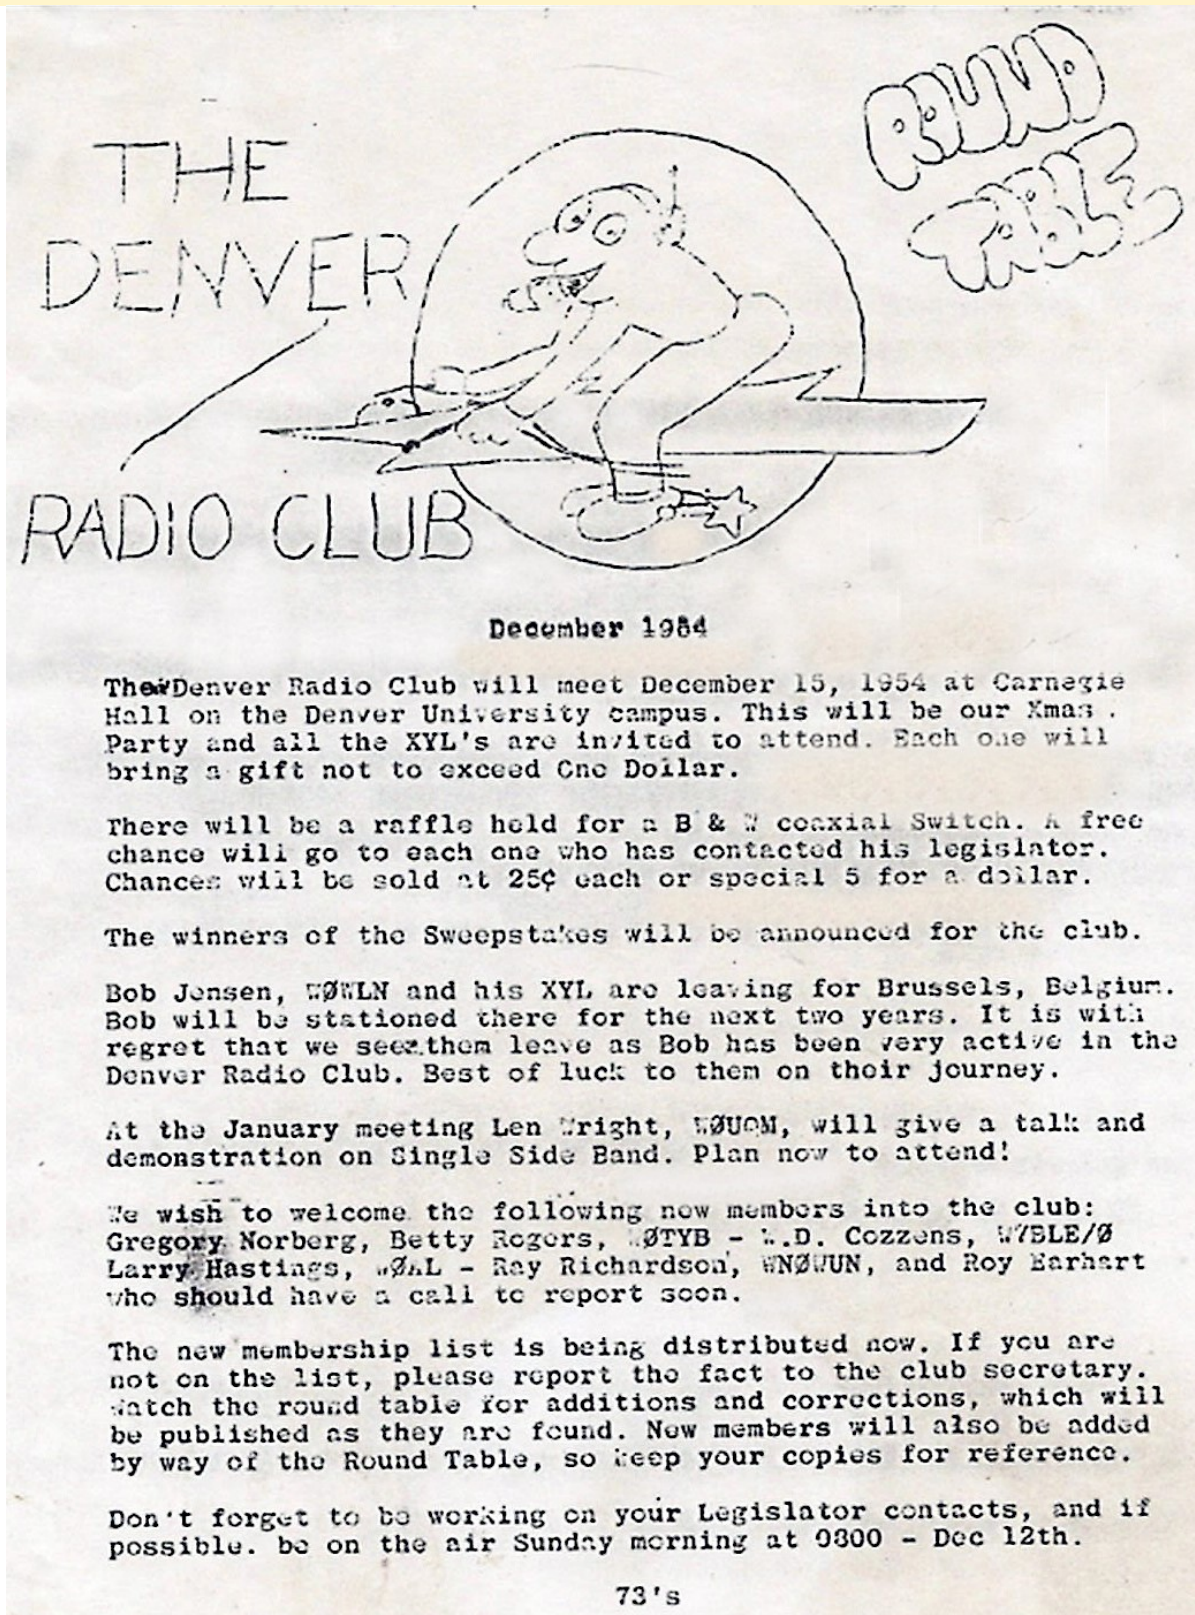 THE
DENVER
RADIO CLUB
ROUND
TABLE
December 1954
The Denver Radio Club will meet December 15, 1954 at Carnegie
Hall on the Denver University campus. This will be our Xmas
Party and all the XYL's are invited to attend. Each one will
bring a gift not to exceed One Dollar.
There will be a raffle held for a B & W coaxial Switch. A free
chance will go to each one who has contacted his legislator.
Chances will be sold at 25¢ each or special 5 for a dollar.
The winners of the Sweepstakes will be announced for the club.
Bob Jensen, WØWLN and his XYL are leaving for Brussels, Belgium.
Bob will be stationed there for the next two years. It is with
regret that we see them leave as Bob has been very active in the
Denver Radio Club. Best of luck to them on their journey.
At the January meeting Len Wright, WØUQM, will give a talk and
demonstration on Single Side Band. Plan now to attend!
We wish to welcome the following new members into the club:
Gregory Norberg, Betty Rogers, WØTYB - W.D. Cozzens, W7BLE/Ø
Larry Hastings, - Ray Richardson, WNØWUN, and Roy Earhart
who should have a call to report soon.
The new membership list is being distributed now. If you are
not on the list, please report the fact to the club secretary.
Watch the round table for additions and corrections, which will
be published as they are found. New members will also be added
by way of the Round Table, so keep your copies for reference.
Don't forget to be working on your Legislator contacts, and if
possible. be on the air Sunday morning at 0800 - Dec 12th.
73's